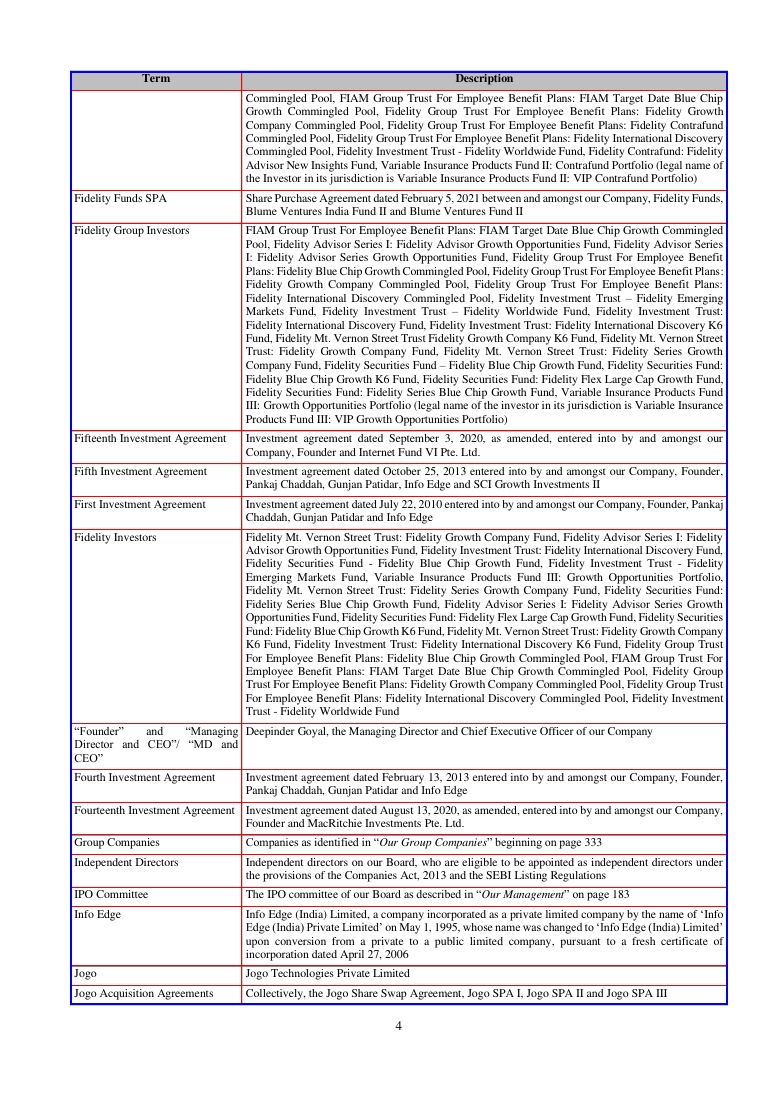 Term Description
Commingled Pool, FIAM Group Trust For Employee Benefit Plans: FIAM Target Date Blue Chip
Growth Commingled Pool, Fidelity Group Trust For Employee Benefit Plans: Fidelity Growth
Company Commingled Pool, Fidelity Group Trust For Employee Benefit Plans: Fidelity Contrafund
Commingled Pool, Fidelity Group Trust For Employee Benefit Plans: Fidelity International Discovery
Commingled Pool, Fidelity Investment Trust - Fidelity Worldwide Fund, Fidelity Contrafund: Fidelity
Advisor New Insights Fund, Variable Insurance Products Fund II: Contrafund Portfolio (legal name of
the Investor in its jurisdiction is Variable Insurance Products Fund II: VIP Contrafund Portfolio)
Fidelity Funds SPA Share Purchase Agreement dated February 5, 2021 between and amongst our Company, Fidelity Funds,
Blume Ventures India Fund II and Blume Ventures Fund II
Fidelity Group Investors FIAM Group Trust For Employee Benefit Plans: FIAM Target Date Blue Chip Growth Commingled
Pool, Fidelity Advisor Series I: Fidelity Advisor Growth Opportunities Fund, Fidelity Advisor Series
I: Fidelity Advisor Series Growth Opportunities Fund, Fidelity Group Trust For Employee Benefit
Plans: Fidelity Blue Chip Growth Commingled Pool, Fidelity Group Trust For Employee Benefit Plans:
Fidelity Growth Company Commingled Pool, Fidelity Group Trust For Employee Benefit Plans:
Fidelity International Discovery Commingled Pool, Fidelity Investment Trust – Fidelity Emerging
Markets Fund, Fidelity Investment Trust – Fidelity Worldwide Fund, Fidelity Investment Trust:
Fidelity International Discovery Fund, Fidelity Investment Trust: Fidelity International Discovery K6
Fund, Fidelity Mt. Vernon Street Trust Fidelity Growth Company K6 Fund, Fidelity Mt. Vernon Street
Trust: Fidelity Growth Company Fund, Fidelity Mt. Vernon Street Trust: Fidelity Series Growth
Company Fund, Fidelity Securities Fund – Fidelity Blue Chip Growth Fund, Fidelity Securities Fund:
Fidelity Blue Chip Growth K6 Fund, Fidelity Securities Fund: Fidelity Flex Large Cap Growth Fund,
Fidelity Securities Fund: Fidelity Series Blue Chip Growth Fund, Variable Insurance Products Fund
III: Growth Opportunities Portfolio (legal name of the investor in its jurisdiction is Variable Insurance
Products Fund III: VIP Growth Opportunities Portfolio)
Fifteenth Investment Agreement Investment agreement dated September 3, 2020, as amended, entered into by and amongst our
Company, Founder and Internet Fund VI Pte. Ltd.
Fifth Investment Agreement Investment agreement dated October 25, 2013 entered into by and amongst our Company, Founder,
Pankaj Chaddah, Gunjan Patidar, Info Edge and SCI Growth Investments II
First Investment Agreement Investment agreement dated July 22, 2010 entered into by and amongst our Company, Founder, Pankaj
Chaddah, Gunjan Patidar and Info Edge
Fidelity Investors Fidelity Mt. Vernon Street Trust: Fidelity Growth Company Fund, Fidelity Advisor Series I: Fidelity
Advisor Growth Opportunities Fund, Fidelity Investment Trust: Fidelity International Discovery Fund,
Fidelity Securities Fund - Fidelity Blue Chip Growth Fund, Fidelity Investment Trust - Fidelity
Emerging Markets Fund, Variable Insurance Products Fund III: Growth Opportunities Portfolio,
Fidelity Mt. Vernon Street Trust: Fidelity Series Growth Company Fund, Fidelity Securities Fund:
Fidelity Series Blue Chip Growth Fund, Fidelity Advisor Series I: Fidelity Advisor Series Growth
Opportunities Fund, Fidelity Securities Fund: Fidelity Flex Large Cap Growth Fund, Fidelity Securities
Fund: Fidelity Blue Chip Growth K6 Fund, Fidelity Mt. Vernon Street Trust: Fidelity Growth Company
K6 Fund, Fidelity Investment Trust: Fidelity International Discovery K6 Fund, Fidelity Group Trust
For Employee Benefit Plans: Fidelity Blue Chip Growth Commingled Pool, FIAM Group Trust For
Employee Benefit Plans: FIAM Target Date Blue Chip Growth Commingled Pool, Fidelity Group
Trust For Employee Benefit Plans: Fidelity Growth Company Commingled Pool, Fidelity Group Trust
For Employee Benefit Plans: Fidelity International Discovery Commingled Pool, Fidelity Investment
Trust - Fidelity Worldwide Fund
“Founder” and “Managing Deepinder Goyal, the Managing Director and Chief Executive Officer of our Company
Director and CEO”/ “MD and
CEO”
Fourth Investment Agreement Investment agreement dated February 13, 2013 entered into by and amongst our Company, Founder,
Pankaj Chaddah, Gunjan Patidar and Info Edge
Fourteenth Investment Agreement Investment agreement dated August 13, 2020, as amended, entered into by and amongst our Company,
Founder and MacRitchie Investments Pte. Ltd.
Group Companies Companies as identified in “Our Group Companies” beginning on page 333
Independent Directors Independent directors on our Board, who are eligible to be appointed as independent directors under
the provisions of the Companies Act, 2013 and the SEBI Listing Regulations
IPO Committee The IPO committee of our Board as described in “Our Management” on page 183
Info Edge Info Edge (India) Limited, a company incorporated as a private limited company by the name of ‘Info
Edge (India) Private Limited’ on May 1, 1995, whose name was changed to ‘Info Edge (India) Limited’
upon conversion from a private to a public limited company, pursuant to a fresh certificate of
incorporation dated April 27, 2006
Jogo Jogo Technologies Private Limited
Jogo Acquisition Agreements Collectively, the Jogo Share Swap Agreement, Jogo SPA I, Jogo SPA II and Jogo SPA III
4